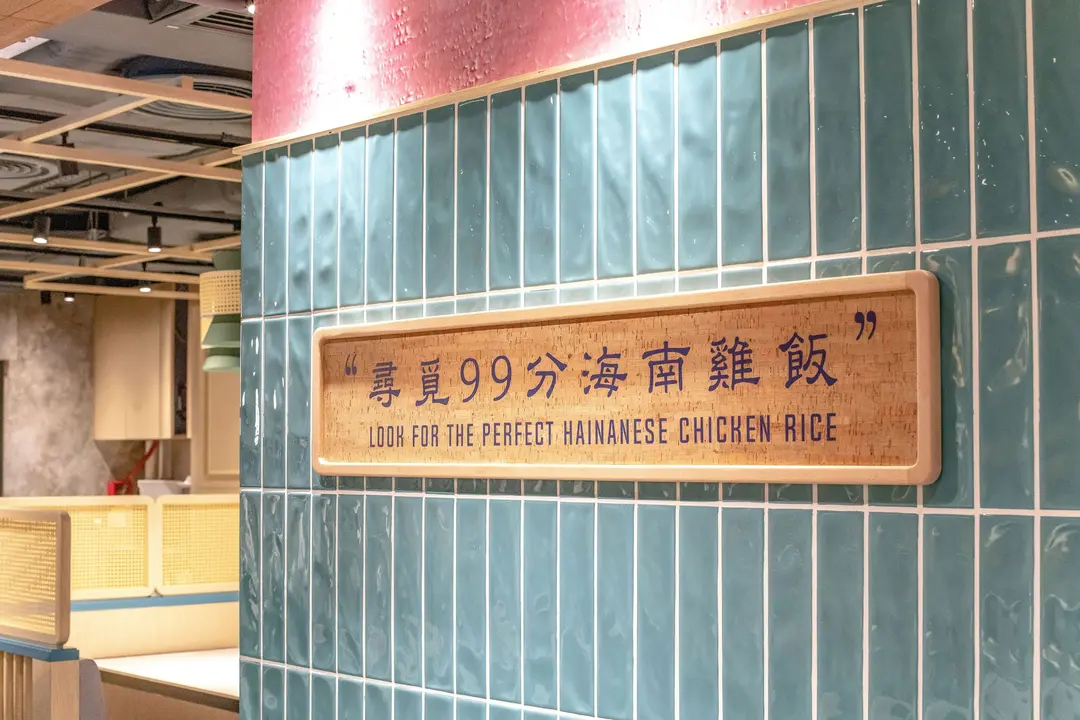 “尋覓99分海南雞飯”
LOOK FOR THE PERFECT HAINANESE CHICKEN RICE